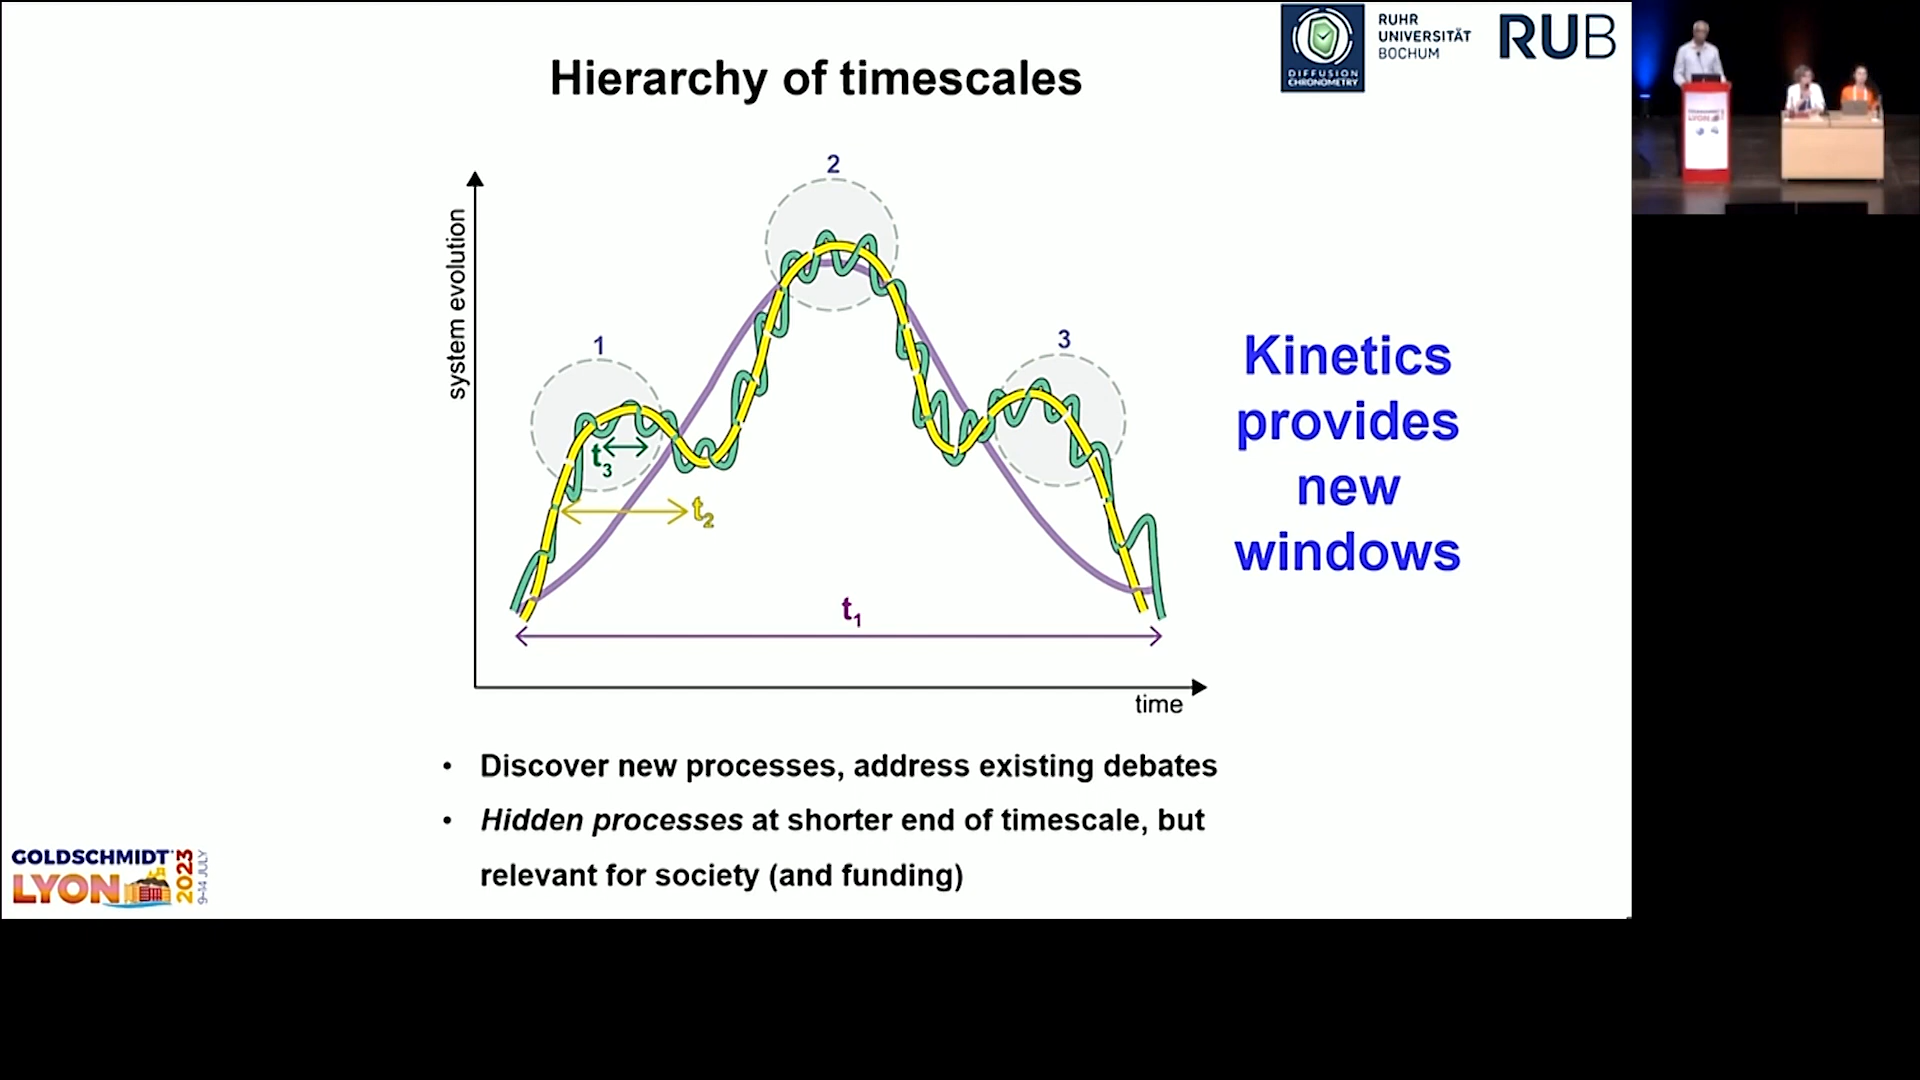 Hierarchy of timescales
DIFFUSION
CHRONOMETRY
RUHR
UNIVERSITÄT
BOCHUM
RUB
system evolution
1
2
3
t3
t2
t1
time
Kinetics
provides
new
windows
• Discover new processes, address existing debates
• Hidden processes at shorter end of timescale, but
relevant for society (and funding)
GOLDSCHMIDT
LYON
2023
9-14 JULY
LYON